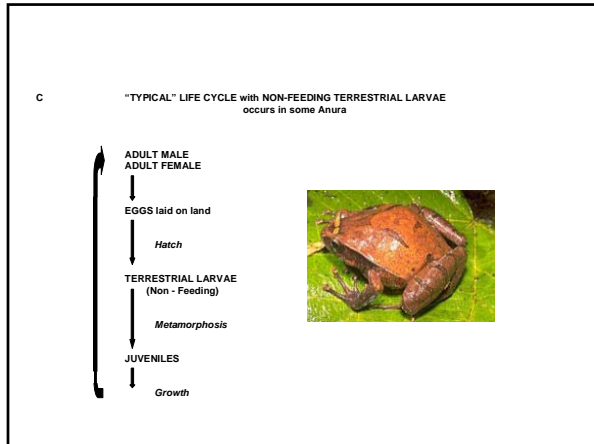 C "TYPICAL" LIFE CYCLE with NON-FEEDING TERRESTRIAL LARVAE
occurs in some Anura
ADULT MALE
ADULT FEMALE
EGGS laid on land
Hatch
TERRESTRIAL LARVAE
(Non - Feeding)
Metamorphosis
JUVENILES
Growth